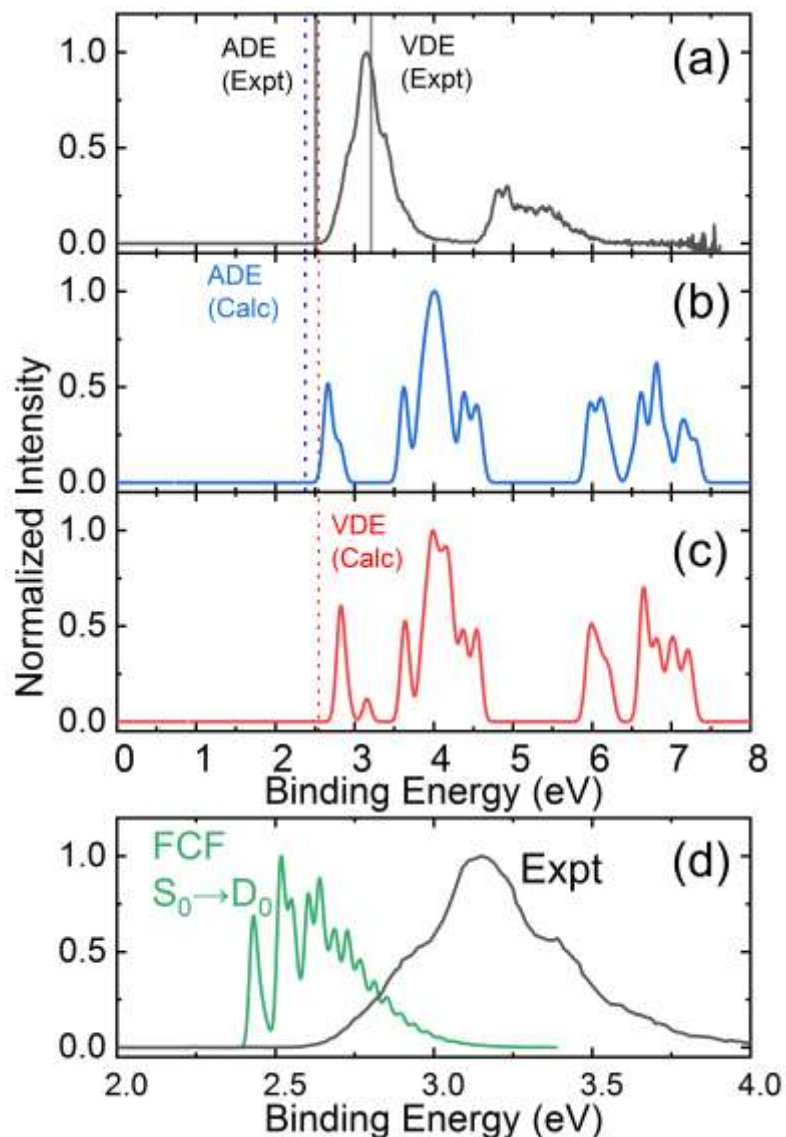 ADE
(Expt)
VDE
(Expt)
(a)
1.0
0.5
0.0
ADE
(Calc)
(b)
1.0
0.5
0.0
VDE
(Calc)
(c)
1.0
0.5
0.0
Normalized Intensity
0 1 2 3 4 5 6 7 8
Binding Energy (eV)
FCF
S₀→D₀
Expt
(d)
1.0
0.5
0.0
2.0 2.5 3.0 3.5 4.0
Binding Energy (eV)